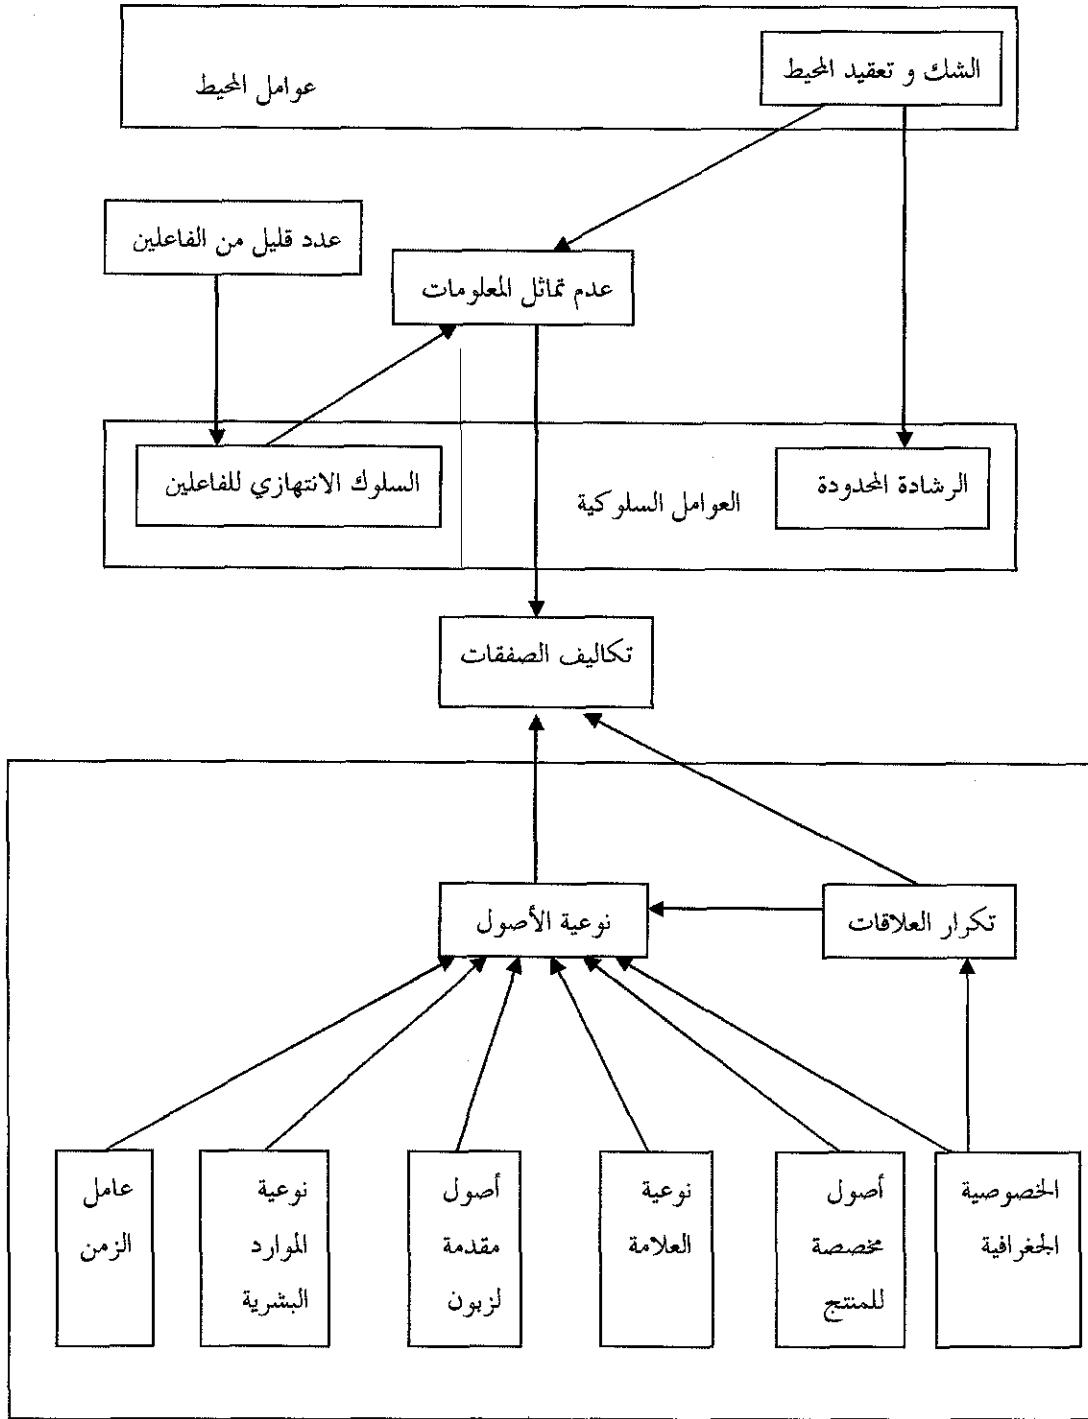 الشك و تعقيد المحيط
عوامل المحيط
عدد قليل من الفاعلين
عدم تماثل المعلومات
الرشادة المحدودة
العوامل السلوكية
السلوك الانتهازي للفاعلين
تكاليف الصفقات
تكرار العلاقات
نوعية الأصول
الخصوصية
الجغرافية
أصول
مخصصة
للمنتج
نوعية
العلامة
أصول
مقدمة
لزبون
نوعية
الموارد
البشرية
عامل
الزمن